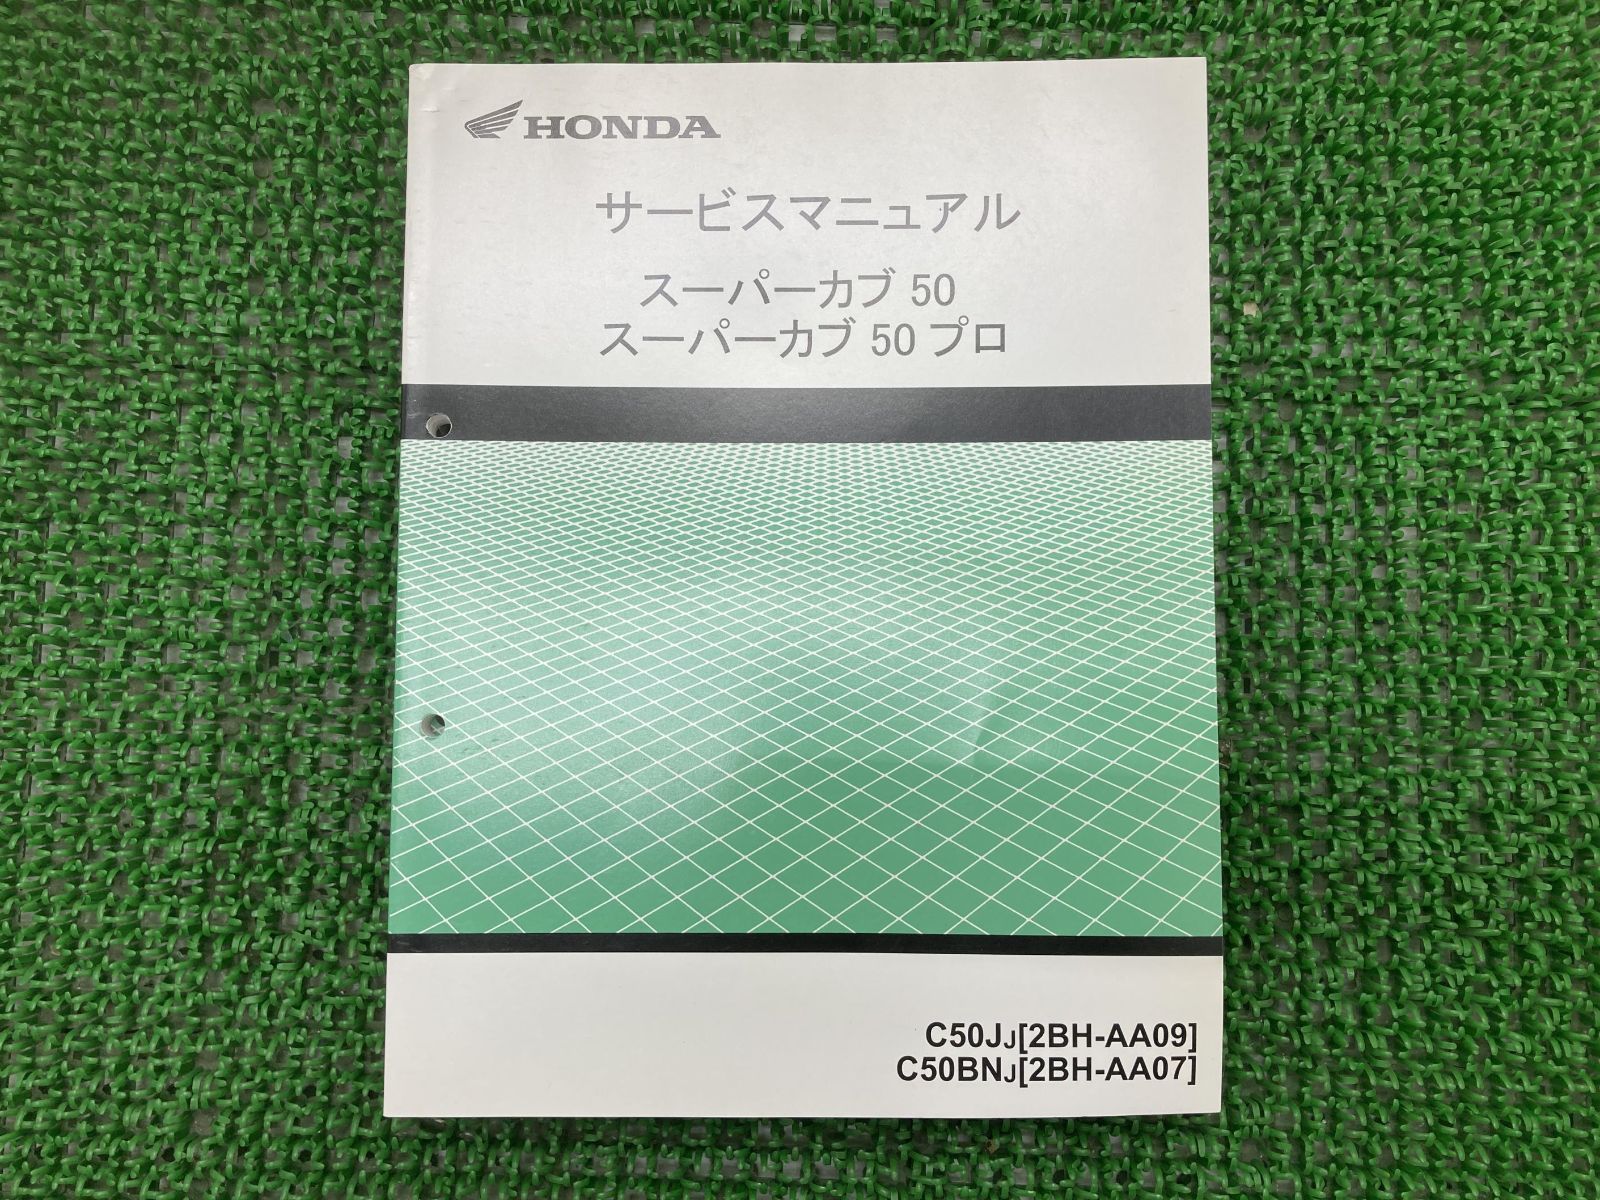 HONDA
サービスマニュアル
スーパーカブ 50
スーパーカブ 50 プロ
C50JJ[2BH-AA09]
C50BNJ[2BH-AA07]